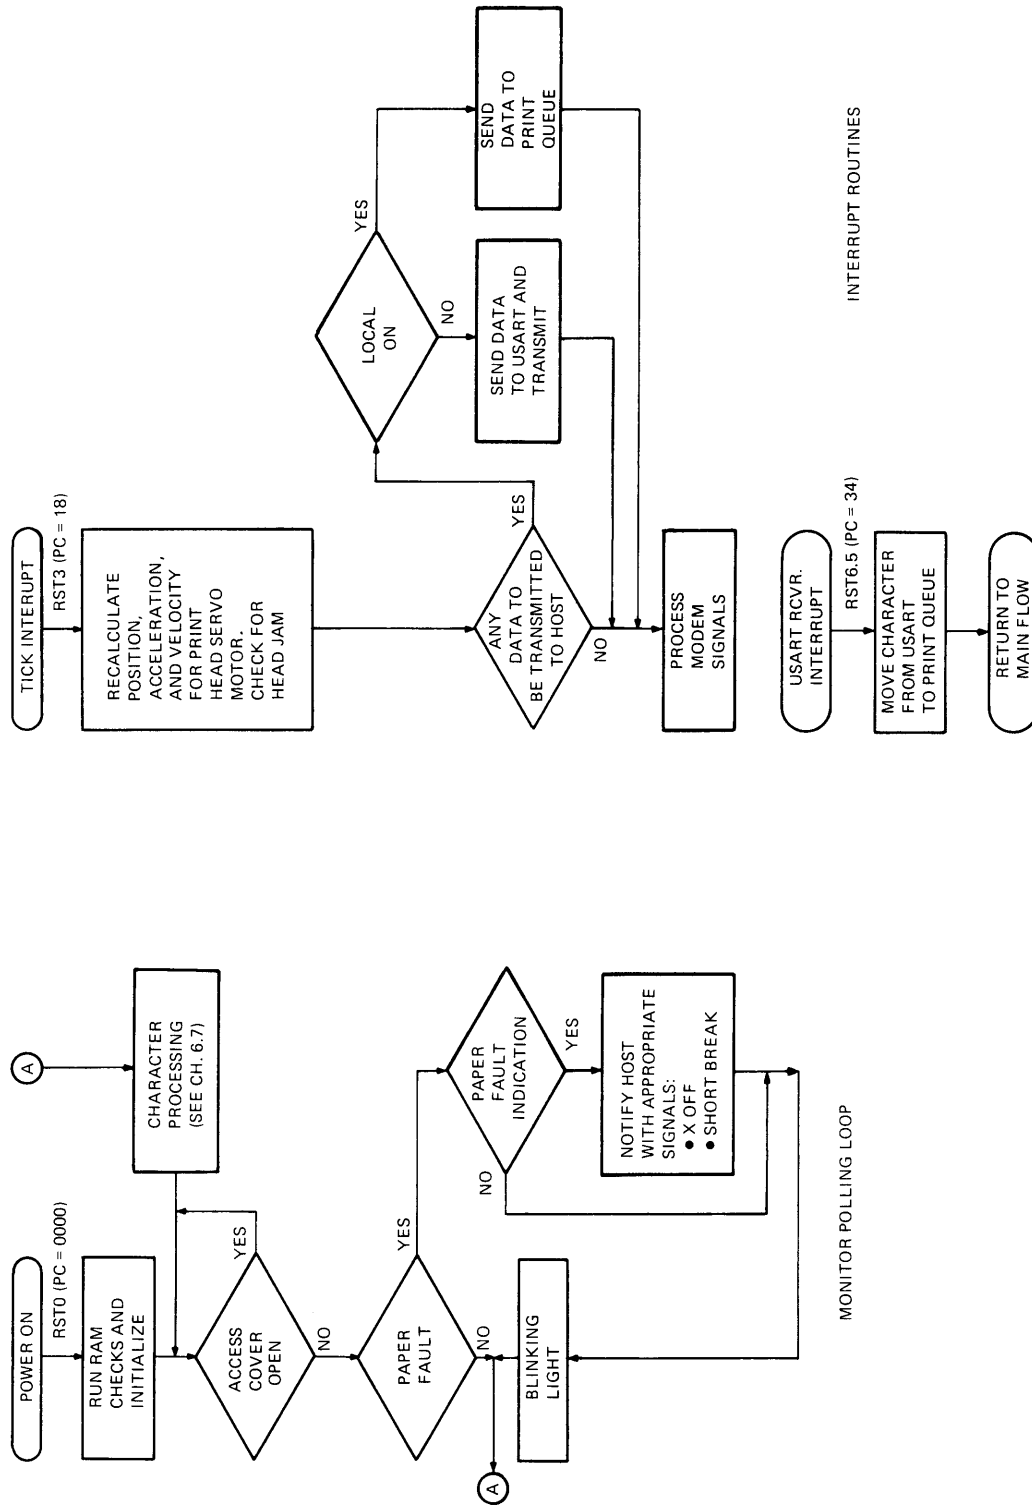 POWER ON
RST0 (PC = 0000)
RUN RAM
CHECKS AND
INITIALIZE
A
CHARACTER
PROCESSING
(SEE CH. 6.7)
ACCESS
COVER
OPEN
YES
NO
PAPER
FAULT
YES
NO
PAPER
FAULT
INDICATION
NO
YES
NOTIFY HOST
WITH APPROPRIATE
SIGNALS:
● X OFF
● SHORT BREAK
BLINKING
LIGHT
A
MONITOR POLLING LOOP
TICK INTERUPT
RST3 (PC = 18)
RECALCULATE
POSITION,
ACCELERATION,
AND VELOCITY
FOR PRINT
HEAD SERVO
MOTOR.
CHECK FOR
HEAD JAM
ANY
DATA TO
BE TRANSMITTED
TO HOST
YES
NO
LOCAL
ON
YES
NO
SEND DATA
TO USART AND
TRANSMIT
SEND
DATA TO
PRINT
QUEUE
PROCESS
MODEM
SIGNALS
USART RCVR.
INTERRUPT
RST6.5 (PC = 34)
MOVE CHARACTER
FROM USART
TO PRINT QUEUE
RETURN TO
MAIN FLOW
INTERRUPT ROUTINES